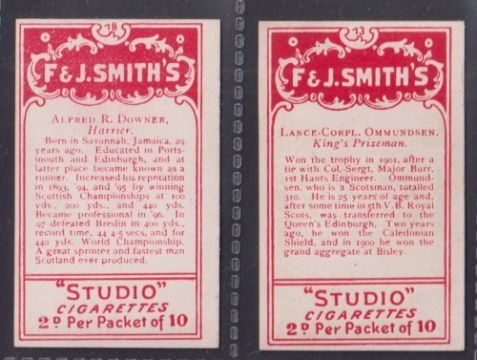 18
F & J. SMITH'S
ALFRED R. DOWNER,
Harrier.
Born in Savannah, Jamaica, 29
years ago. Educated in Ports-
mouth and Edinburgh, and at
latter place became known as a
runner. Increased his reputation
in 1893, '94, and '95 by winning
Scottish Championships at 100
yds., 200 yds., and 440 yds.
Became professional in '96. In
'97 defeated Bredin in 400 yds.,
record time, 44 4-5 secs, and for
440 yds. World Championship.
A great sprinter and fastest man
Scotland ever produced.
"STUDIO"
CIGARETTES
2D Per Packet of 10
13
F & J. SMITH'S
LANCE-CORPL. OMMUNDSEN,
King's Prizeman.
Won the trophy in 1901, after a
tie with Col.-Sergt. Major Burr,
1st Hants Engineer. Ommund-
sen, who is a Scotsman, totalled
310. He is 23 years of age and,
after some time in 5th V.B. Royal
Scots, was transferred to the
Queen's Edinburgh. Two years
ago, he won the Caledonian
Shield, and in 1900 he won the
grand aggregate at Bisley.
"STUDIO"
CIGARETTES
2D Per Packet of 10